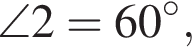 ∠2 = 60°,